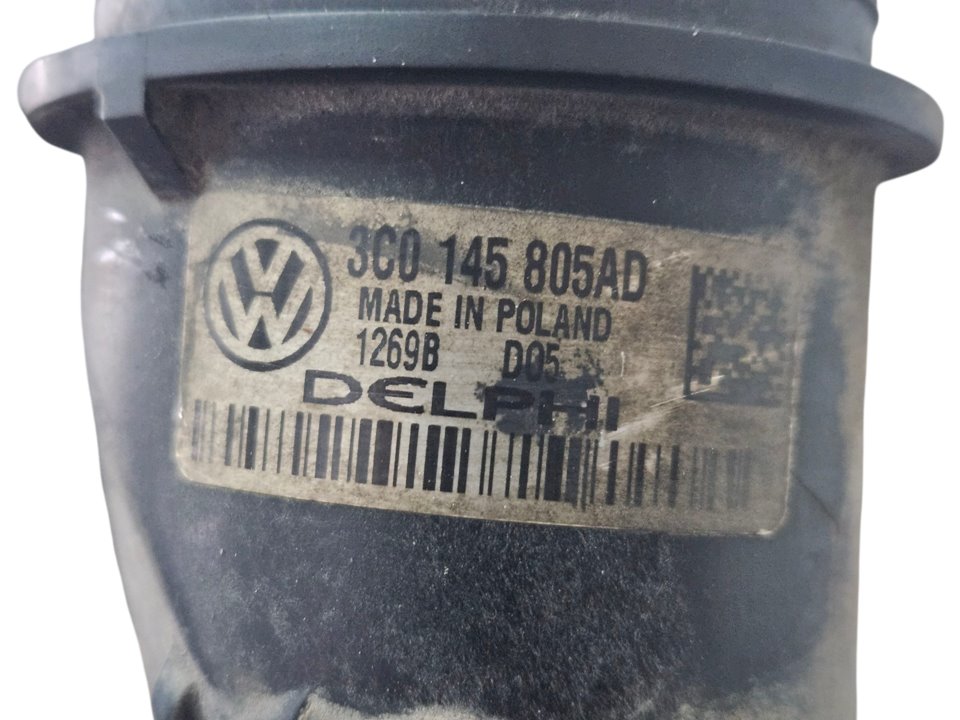 3C0 145 805AD
MADE IN POLAND
1269B D05
DELPHI